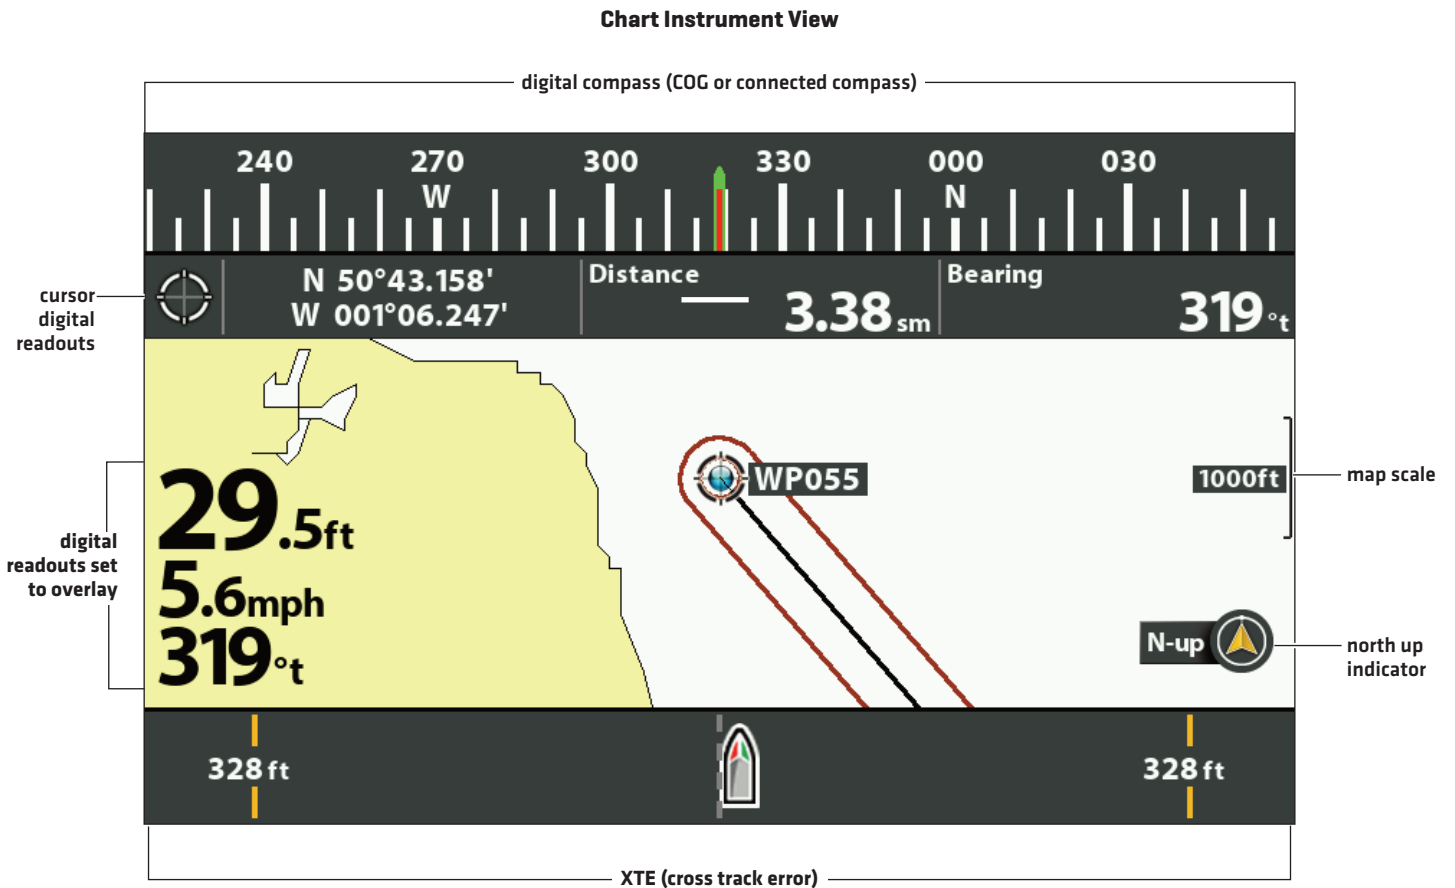 Chart Instrument View
digital compass (COG or connected compass)
240 270 300 330 000 030
W N
cursor
digital
readouts
N 50°43.158'
W 001°06.247'
Distance
3.38 sm
Bearing
319 °t
WP055
1000ft
map scale
29.5ft
5.6mph
319°t
digital
readouts set
to overlay
N-up
north up
indicator
328 ft
328 ft
XTE (cross track error)